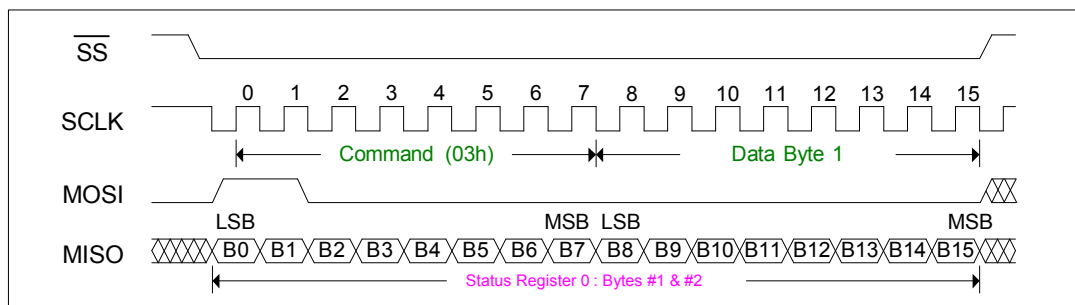 SS
0 1 2 3 4 5 6 7 8 9 10 11 12 13 14 15
SCLK
Command (03h) Data Byte 1
MOSI
LSB MSB LSB MSB
MISO B0 B1 B2 B3 B4 B5 B6 B7 B8 B9 B10 B11 B12 B13 B14 B15
Status Register 0 : Bytes #1 & #2